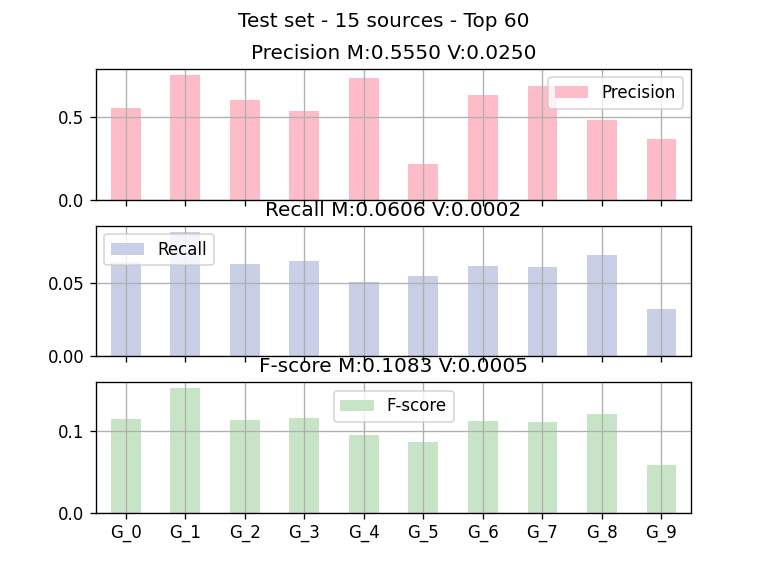 Test set - 15 sources - Top 60
Precision M:0.5550 V:0.0250
Precision
0.5
0.0
Recall M:0.0606 V:0.0002
Recall
0.05
0.00
F-score M:0.1083 V:0.0005
F-score
0.1
0.0
G_0 G_1 G_2 G_3 G_4 G_5 G_6 G_7 G_8 G_9